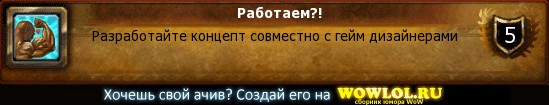 Работаем?!
Разработайте концепт совместно с гейм дизайнерами
5
Хочешь свой ачив? Создай его на WOWLOL.RU
сборник юмора WoW